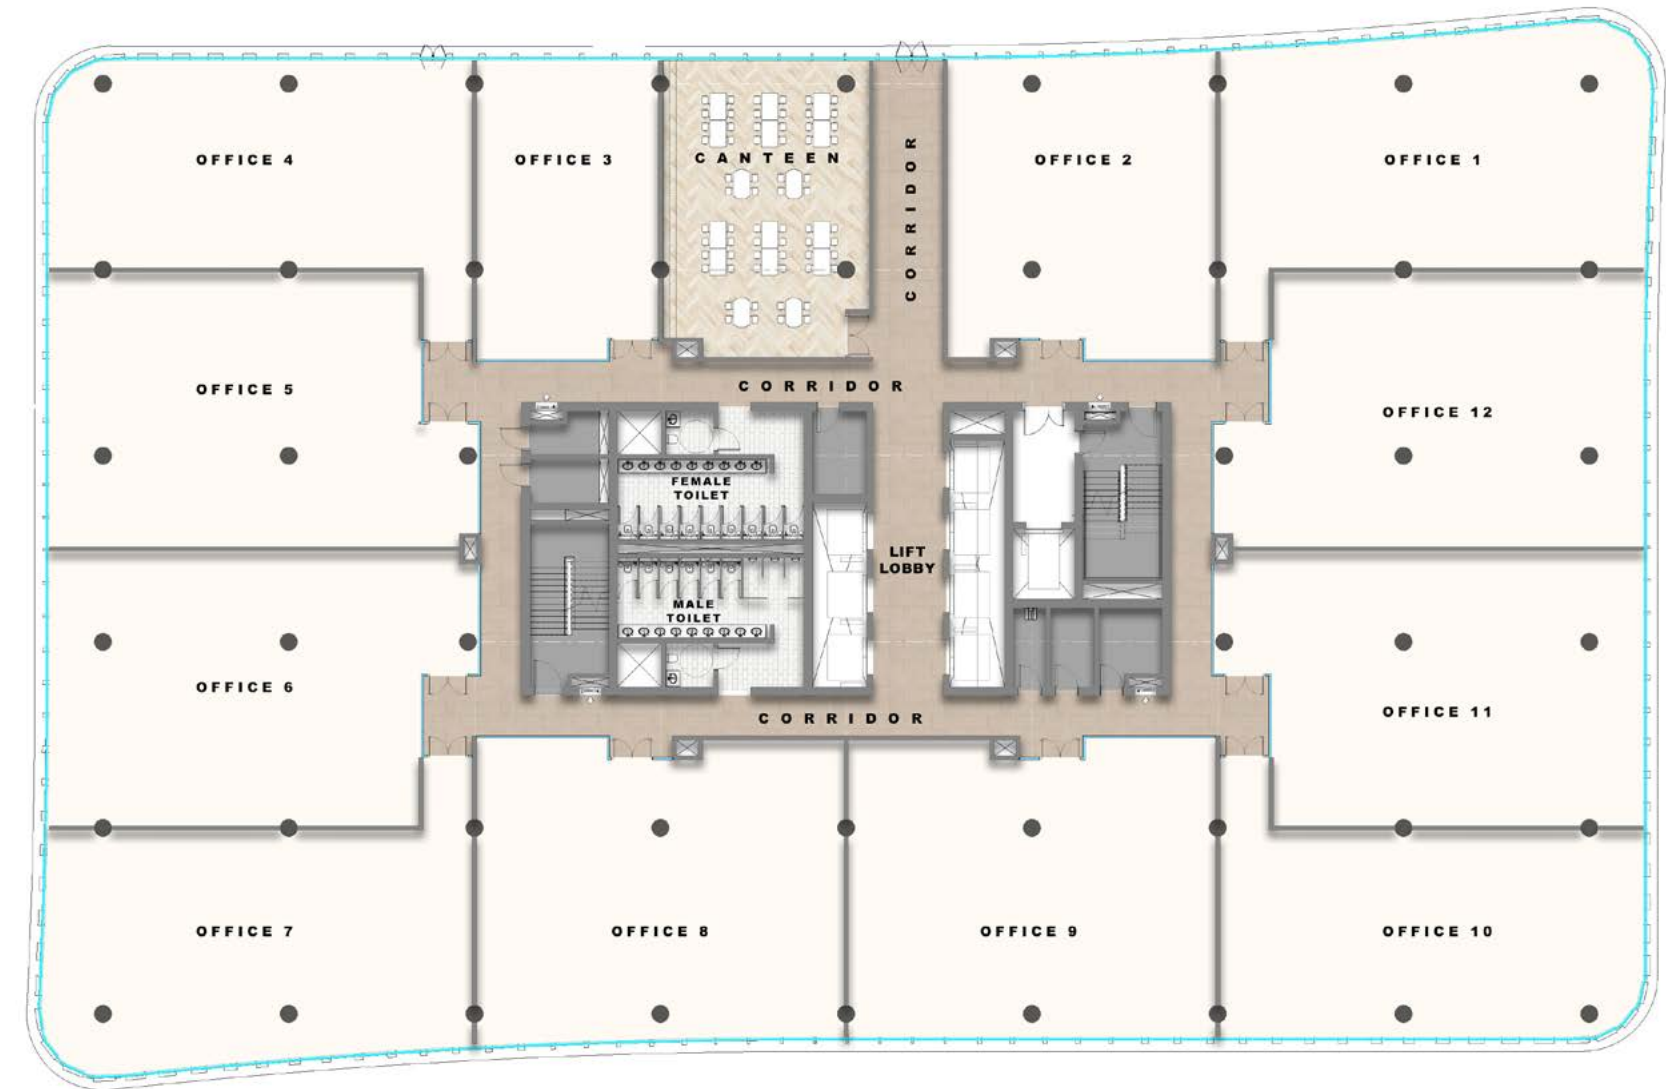 OFFICE 4
OFFICE 3
CANTEEN
CORRIDOR
OFFICE 2
OFFICE 1
OFFICE 5
CORRIDOR
OFFICE 12
FEMALE
TOILET
LIFT
LOBBY
MALE
TOILET
OFFICE 6
CORRIDOR
OFFICE 11
OFFICE 7
OFFICE 8
OFFICE 9
OFFICE 10